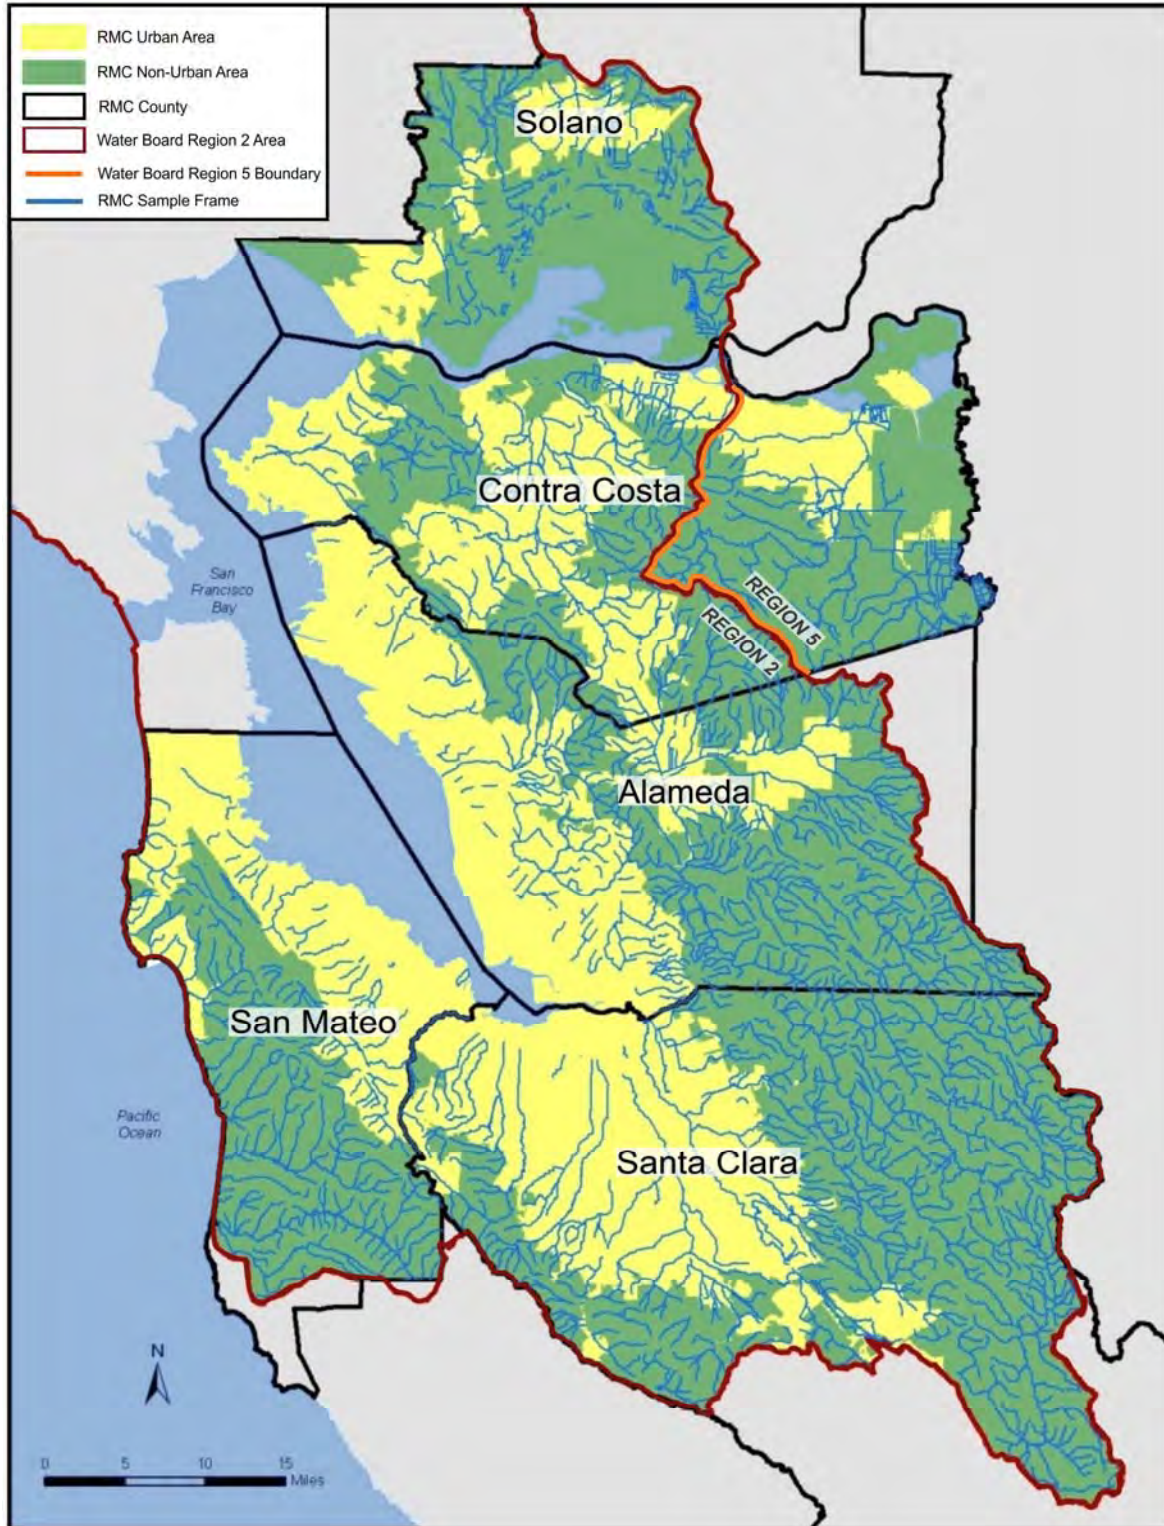 RMC Urban Area
RMC Non-Urban Area
RMC County
Water Board Region 2 Area
Water Board Region 5 Boundary
RMC Sample Frame
Solano
Contra Costa
San
Francisco
Bay
REGION 5
REGION 2
Alameda
San Mateo
Pacific
Ocean
Santa Clara
N
0 5 10 15
Miles